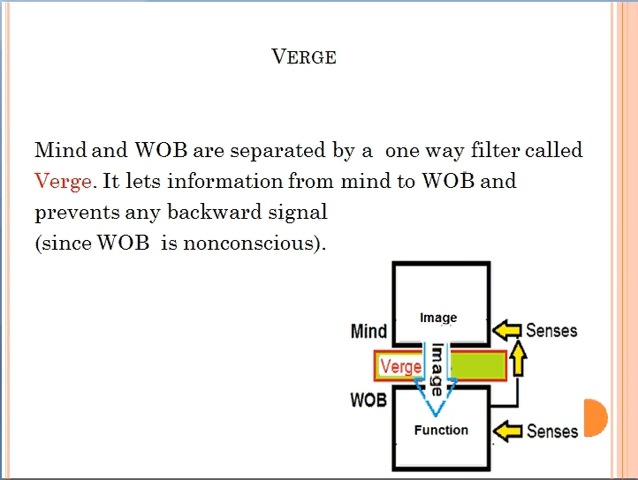 VERGE
Mind and WOB are separated by a one way filter called
Verge. It lets information from mind to WOB and
prevents any backward signal
(since WOB is nonconscious).
Image
Mind
Senses
Image
Verge
WOB
Function
Senses